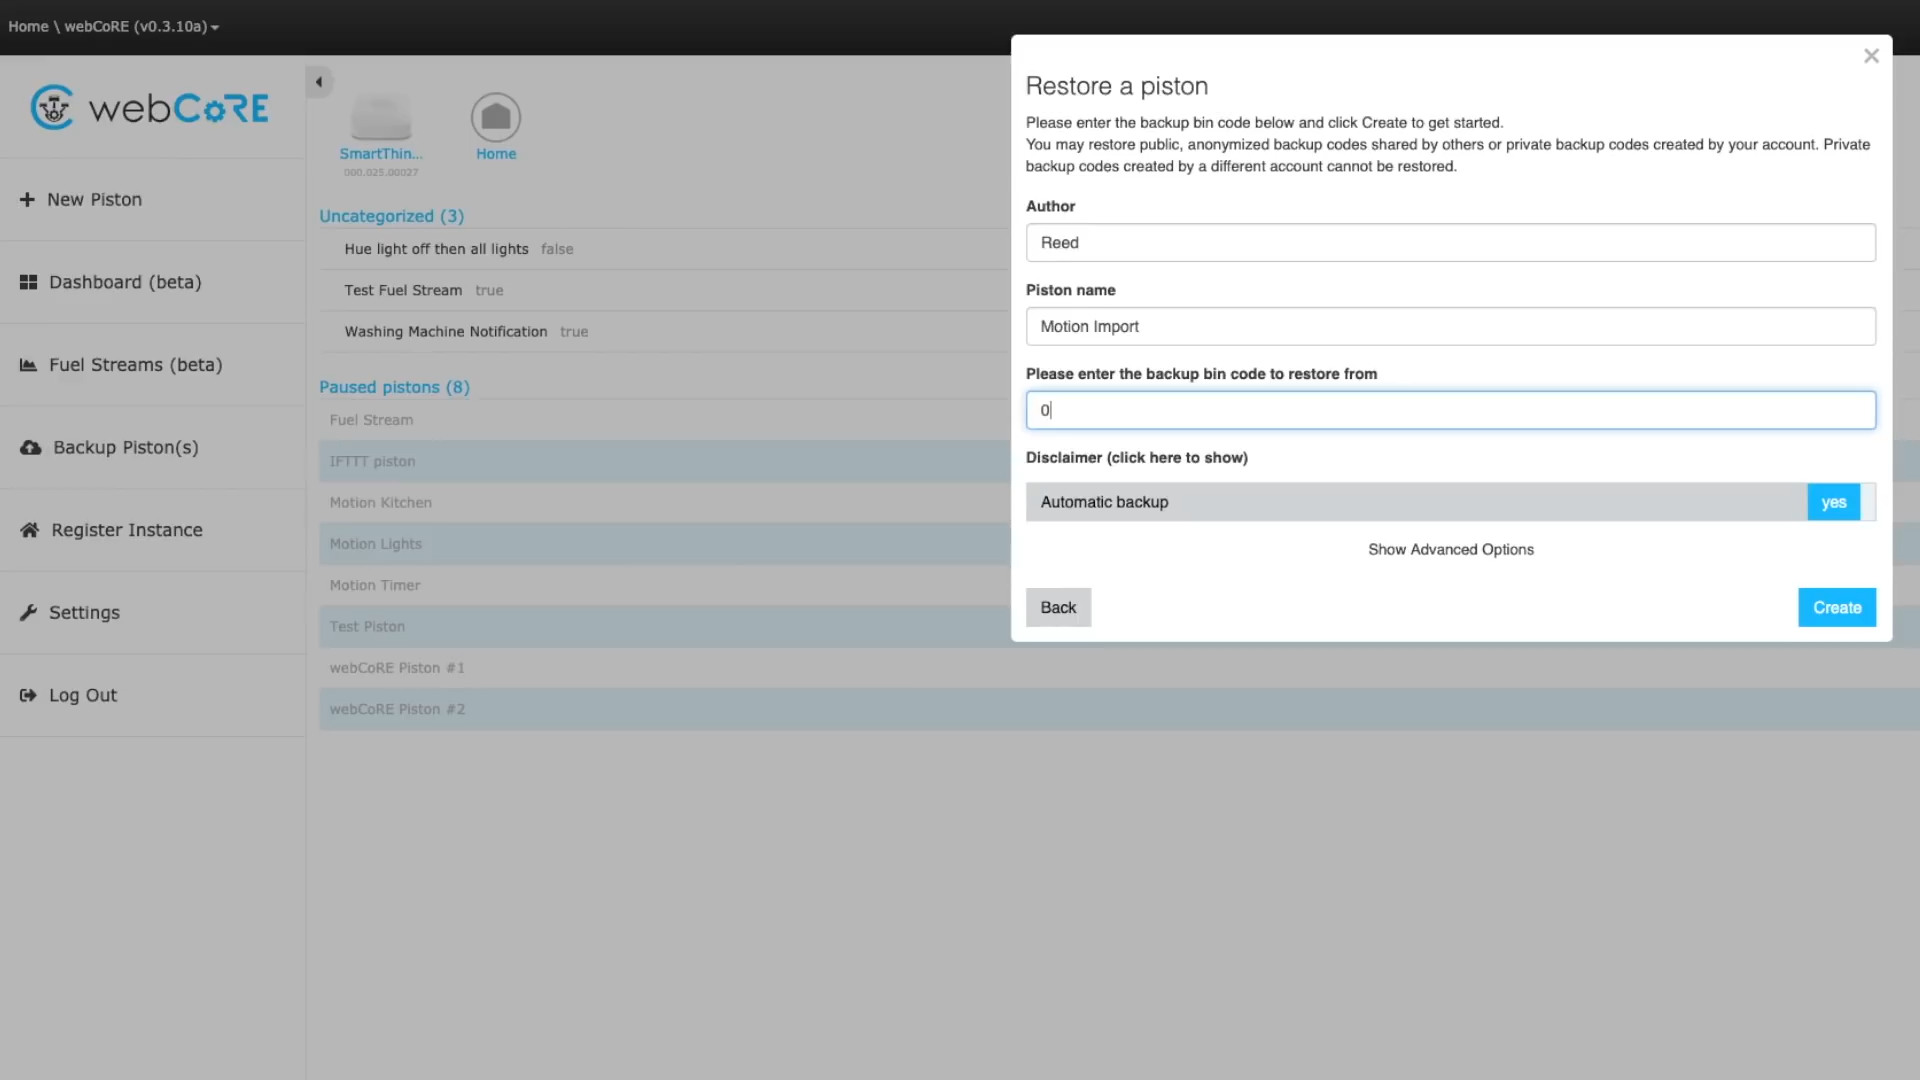 Home \ webCoRE (v0.3.10a)
webCoRE
New Piston
Dashboard (beta)
Fuel Streams (beta)
Backup Piston(s)
Register Instance
Settings
Log Out
SmartThin...
000.025.00027
Home
Uncategorized (3)
Hue light off then all lights false
Test Fuel Stream true
Washing Machine Notification true
Paused pistons (8)
Fuel Stream
IFTTT piston
Motion Kitchen
Motion Lights
Motion Timer
Test Piston
webCoRE Piston #1
webCoRE Piston #2
Restore a piston
Please enter the backup bin code below and click Create to get started.
You may restore public, anonymized backup codes shared by others or private backup codes created by your account. Private
backup codes created by a different account cannot be restored.
Author
Reed
Piston name
Motion Import
Please enter the backup bin code to restore from
0
Disclaimer (click here to show)
Automatic backup yes
Show Advanced Options
Back
Create